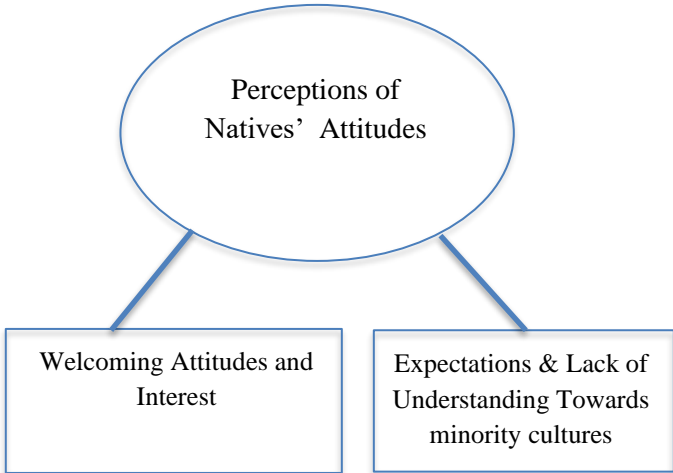 Perceptions of
Natives’ Attitudes
Welcoming Attitudes and
Interest
Expectations & Lack of
Understanding Towards
minority cultures